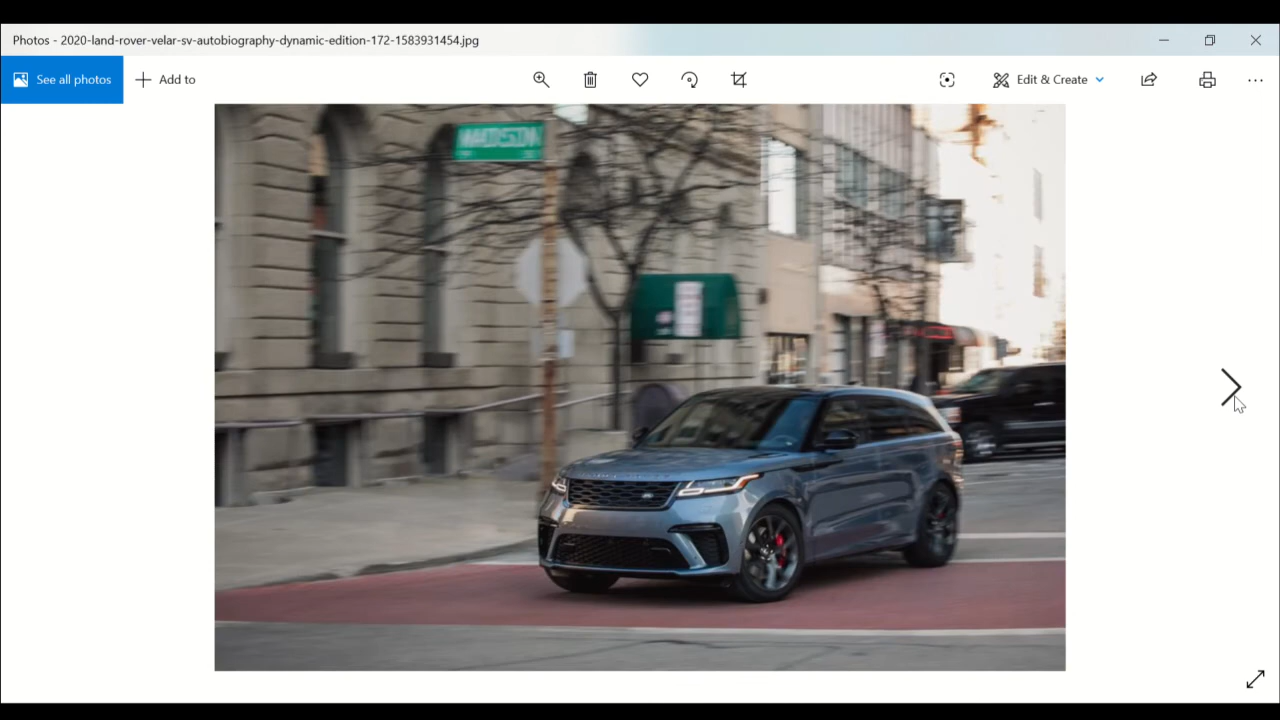 Photos - 2020-land-rover-velar-sv-autobiography-dynamic-edition-172-1583931454.jpg
See all photos
Add to
Edit & Create
MADISON